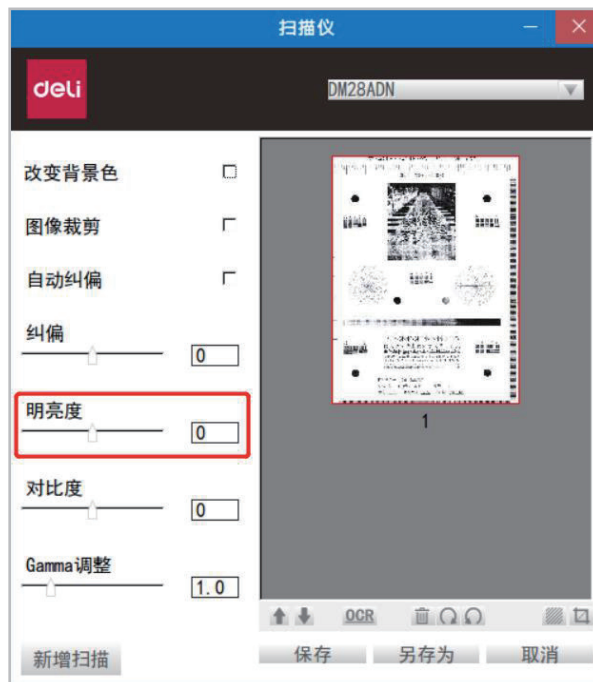 扫描仪
deli
DM28ADN
改变背景色
图像裁剪
自动纠偏
纠偏
0
明亮度
0
对比度
0
Gamma调整
1.0
1
OCR
新增扫描
保存
另存为
取消